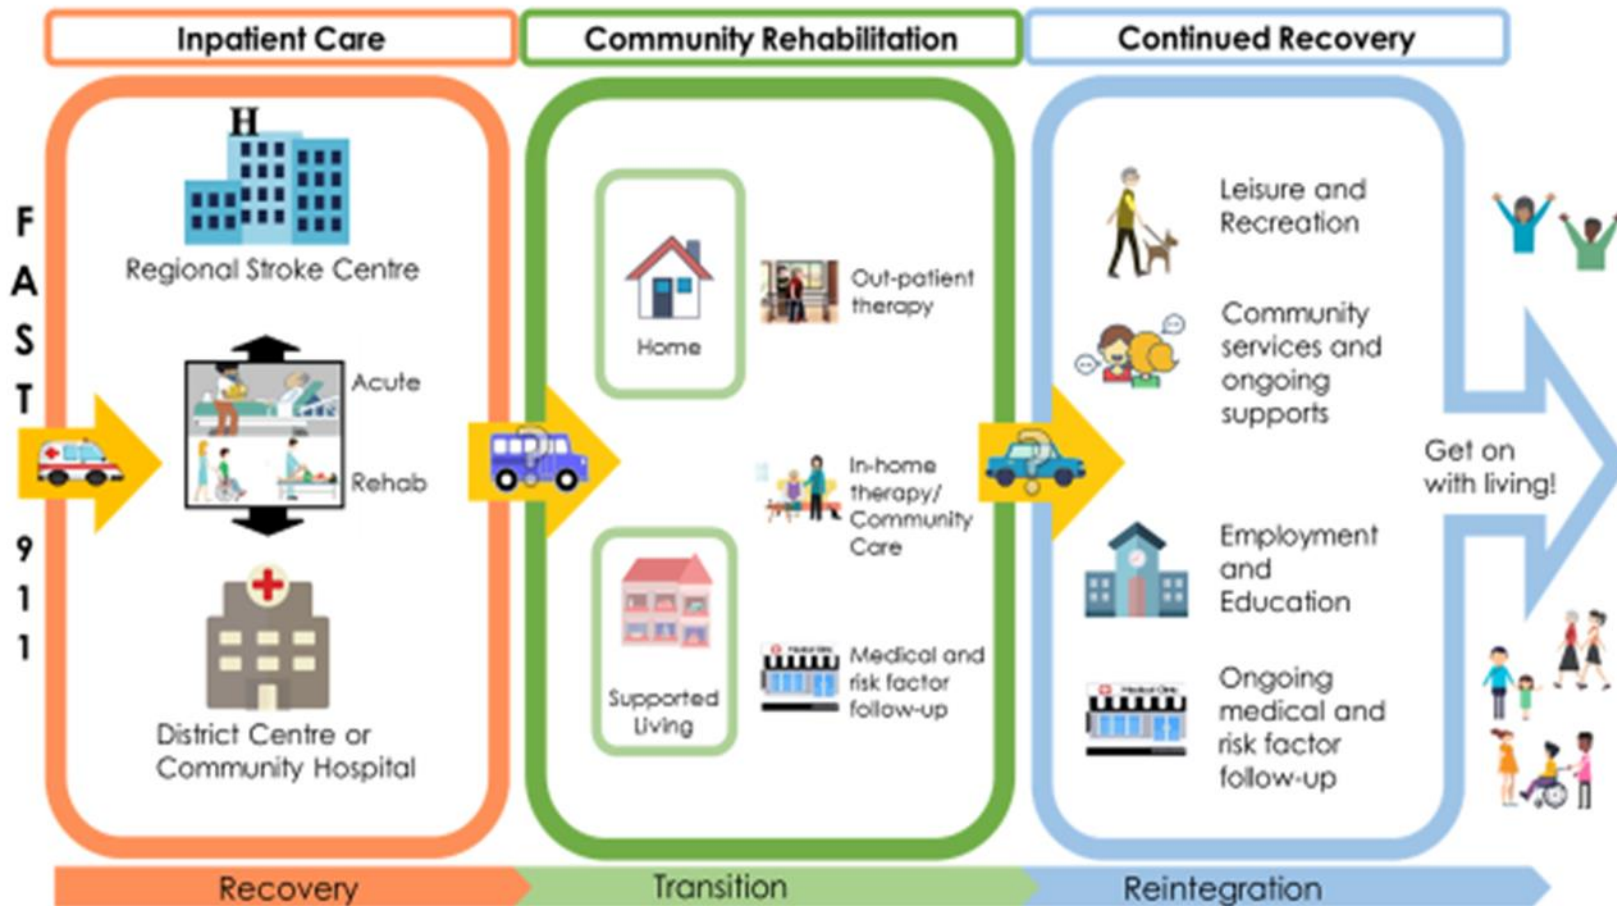 Inpatient Care
Community Rehabilitation
Continued Recovery
F
A
S
T
9
1
1
H
Regional Stroke Centre
Acute
Rehab
District Centre or
Community Hospital
?
Home
Out-patient
therapy
In-home
therapy/
Community
Care
Supported
Living
Medical and
risk factor
follow-up
?
Leisure and
Recreation
Community
services and
ongoing
supports
Employment
and
Education
Medical Clinic
Ongoing
medical and
risk factor
follow-up
Get on
with living!
Recovery
Transition
Reintegration